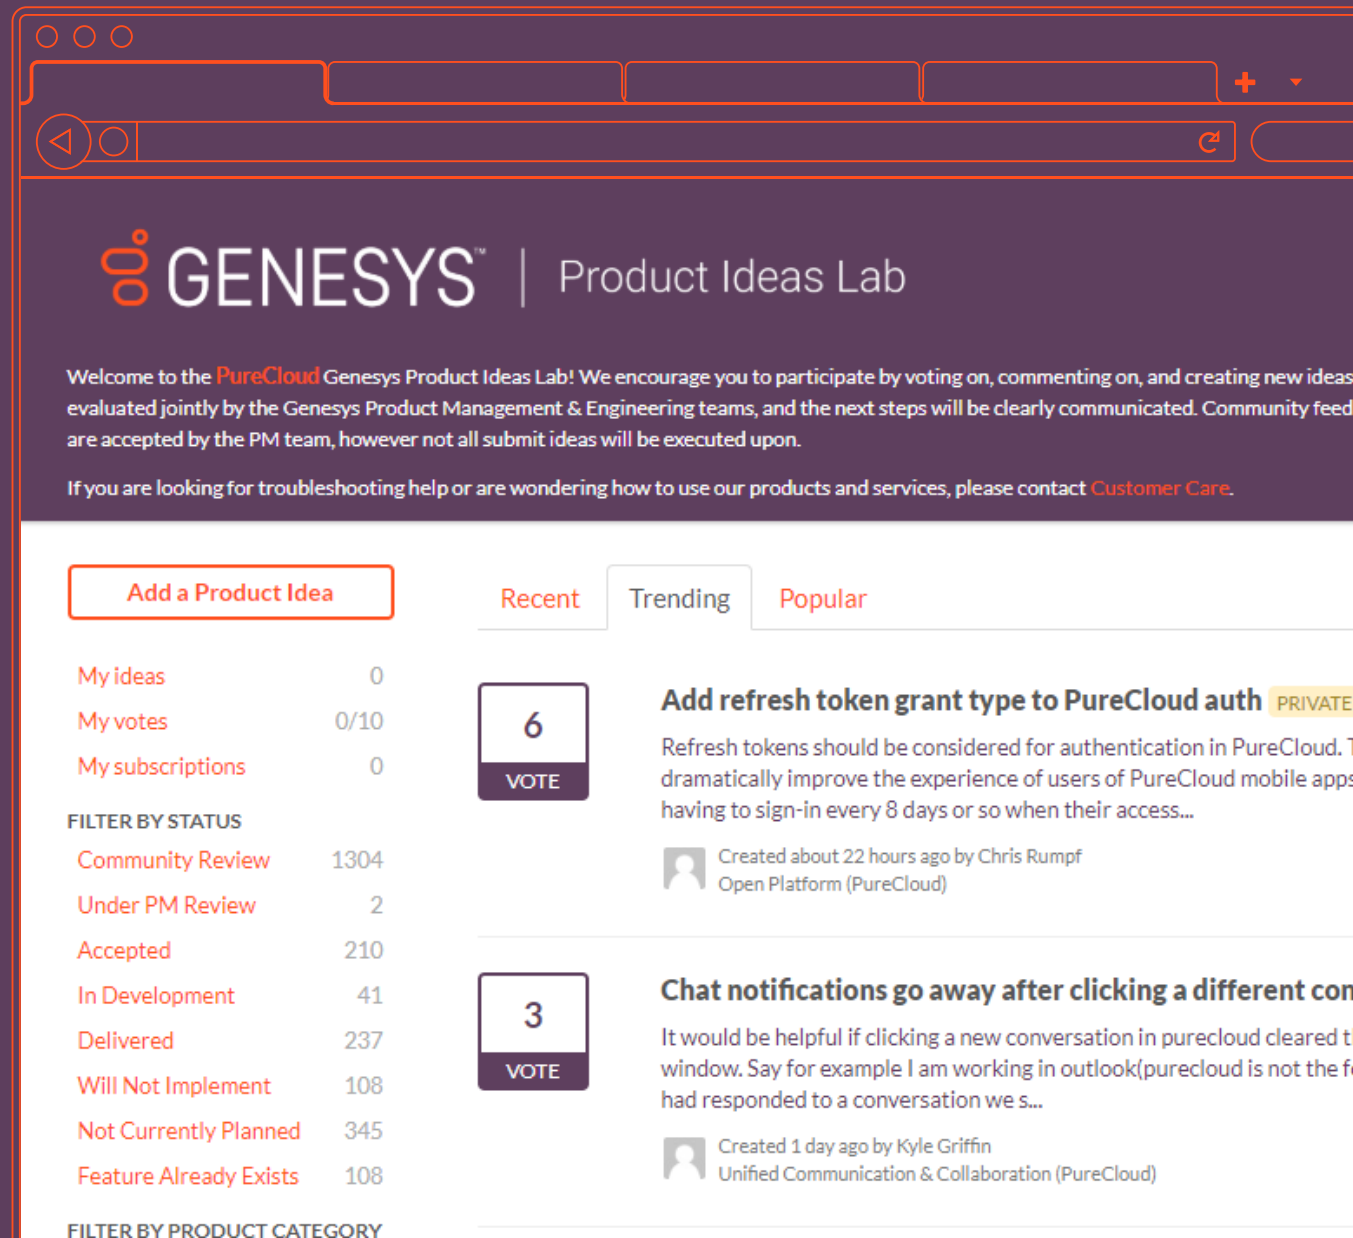 GENESYS™ | Product Ideas Lab
Welcome to the PureCloud Genesys Product Ideas Lab! We encourage you to participate by voting on, commenting on, and creating new ideas
evaluated jointly by the Genesys Product Management & Engineering teams, and the next steps will be clearly communicated. Community feed
are accepted by the PM team, however not all submit ideas will be executed upon.
If you are looking for troubleshooting help or are wondering how to use our products and services, please contact Customer Care.
Add a Product Idea
My ideas 0
My votes 0/10
My subscriptions 0
FILTER BY STATUS
Community Review 1304
Under PM Review 2
Accepted 210
In Development 41
Delivered 237
Will Not Implement 108
Not Currently Planned 345
Feature Already Exists 108
FILTER BY PRODUCT CATEGORY
Recent Trending Popular
6
VOTE
Add refresh token grant type to PureCloud auth PRIVATE
Refresh tokens should be considered for authentication in PureCloud. T
dramatically improve the experience of users of PureCloud mobile apps
having to sign-in every 8 days or so when their access...
Created about 22 hours ago by Chris Rumpf
Open Platform (PureCloud)
3
VOTE
Chat notifications go away after clicking a different con
It would be helpful if clicking a new conversation in purecloud cleared t
window. Say for example I am working in outlook(purecloud is not the f
had responded to a conversation we s...
Created 1 day ago by Kyle Griffin
Unified Communication & Collaboration (PureCloud)